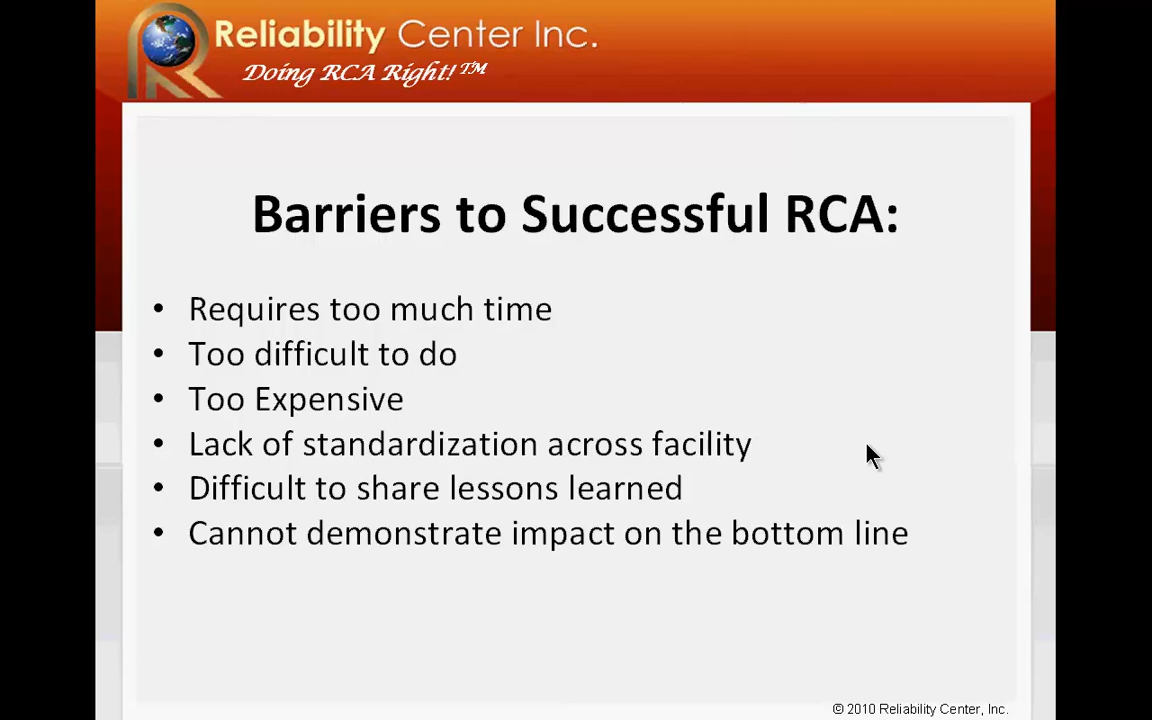 Reliability Center Inc.
Doing RCA Right!™
Barriers to Successful RCA:
• Requires too much time
• Too difficult to do
• Too Expensive
• Lack of standardization across facility
• Difficult to share lessons learned
• Cannot demonstrate impact on the bottom line
© 2010 Reliability Center, Inc.